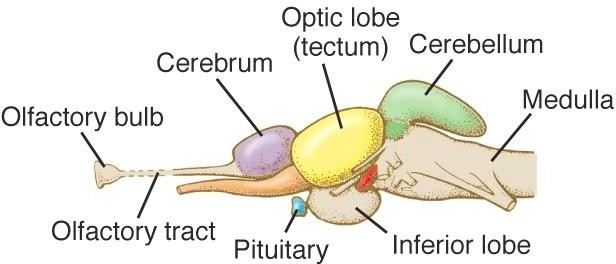 Optic lobe
(tectum)
Cerebellum
Cerebrum
Medulla
Olfactory bulb
Olfactory tract
Pituitary
Inferior lobe